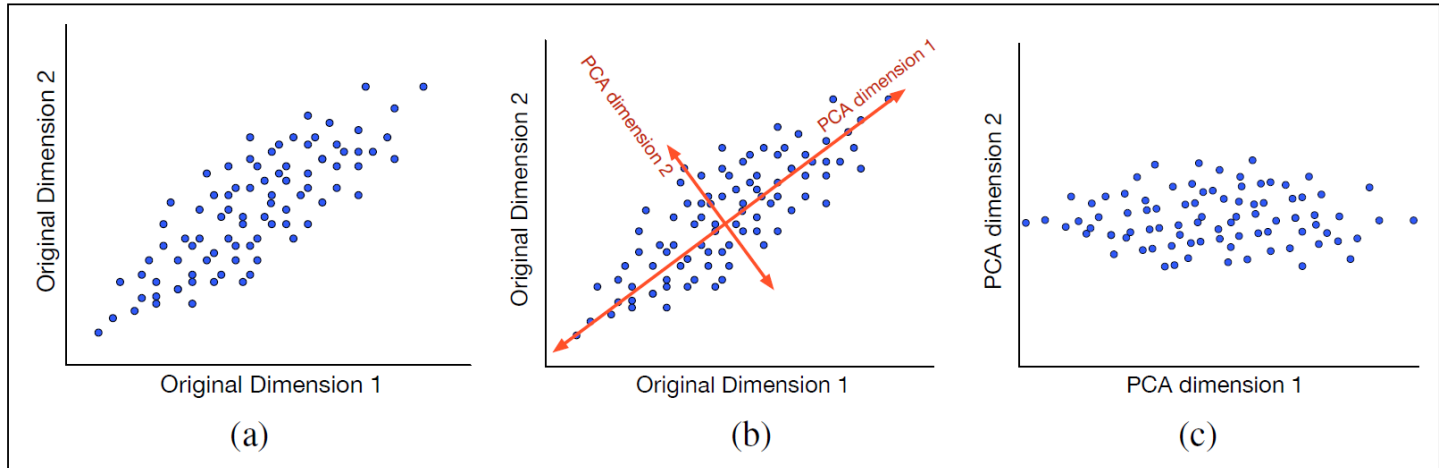 Original Dimension 2
Original Dimension 1
(a)
Original Dimension 2
PCA dimension 2
PCA dimension 1
Original Dimension 1
(b)
PCA dimension 2
PCA dimension 1
(c)